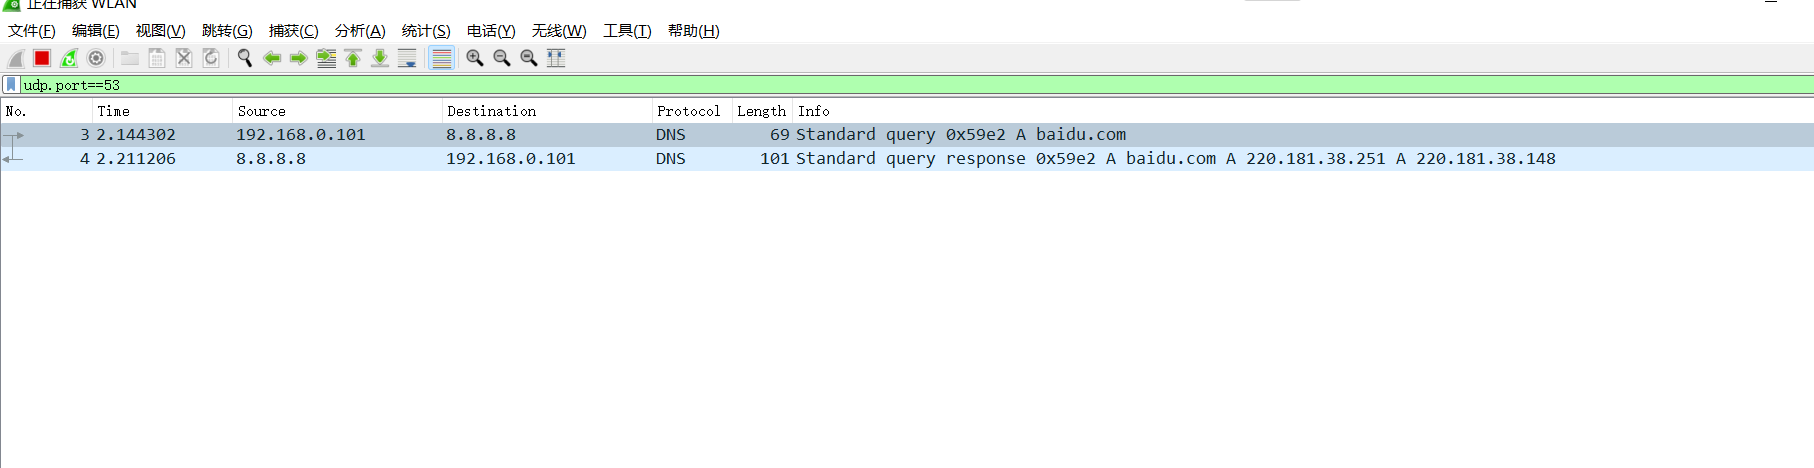 正在捕获 WLAN
文件(F) 编辑(E) 视图(V) 跳转(G) 捕获(C) 分析(A) 统计(S) 电话(Y) 无线(W) 工具(T) 帮助(H)
udp.port==53
No. Time Source Destination Protocol Length Info
3 2.144302 192.168.0.101 8.8.8.8 DNS 69 Standard query 0x59e2 A baidu.com
4 2.211206 8.8.8.8 192.168.0.101 DNS 101 Standard query response 0x59e2 A baidu.com A 220.181.38.251 A 220.181.38.148